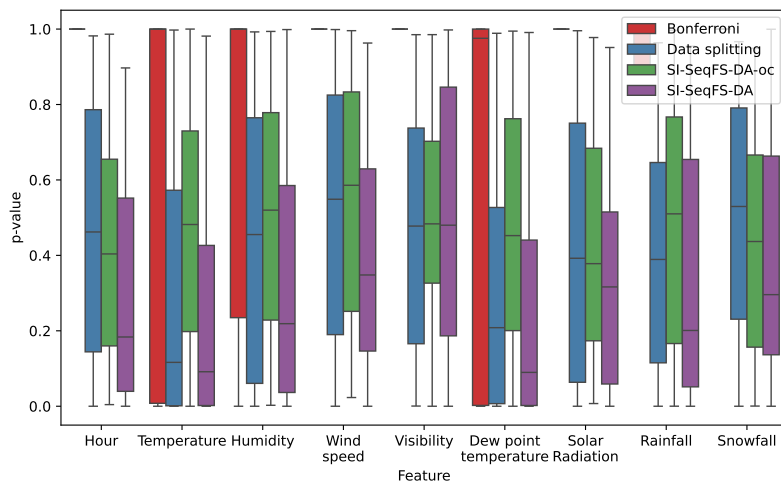 1.0
0.8
0.6
0.4
0.2
0.0
p-value
Bonferroni
Data splitting
SI-SeqFS-DA-oc
SI-SeqFS-DA
Hour
Temperature
Humidity
Wind
speed
Visibility
Dew point
temperature
Solar
Radiation
Rainfall
Snowfall
Feature